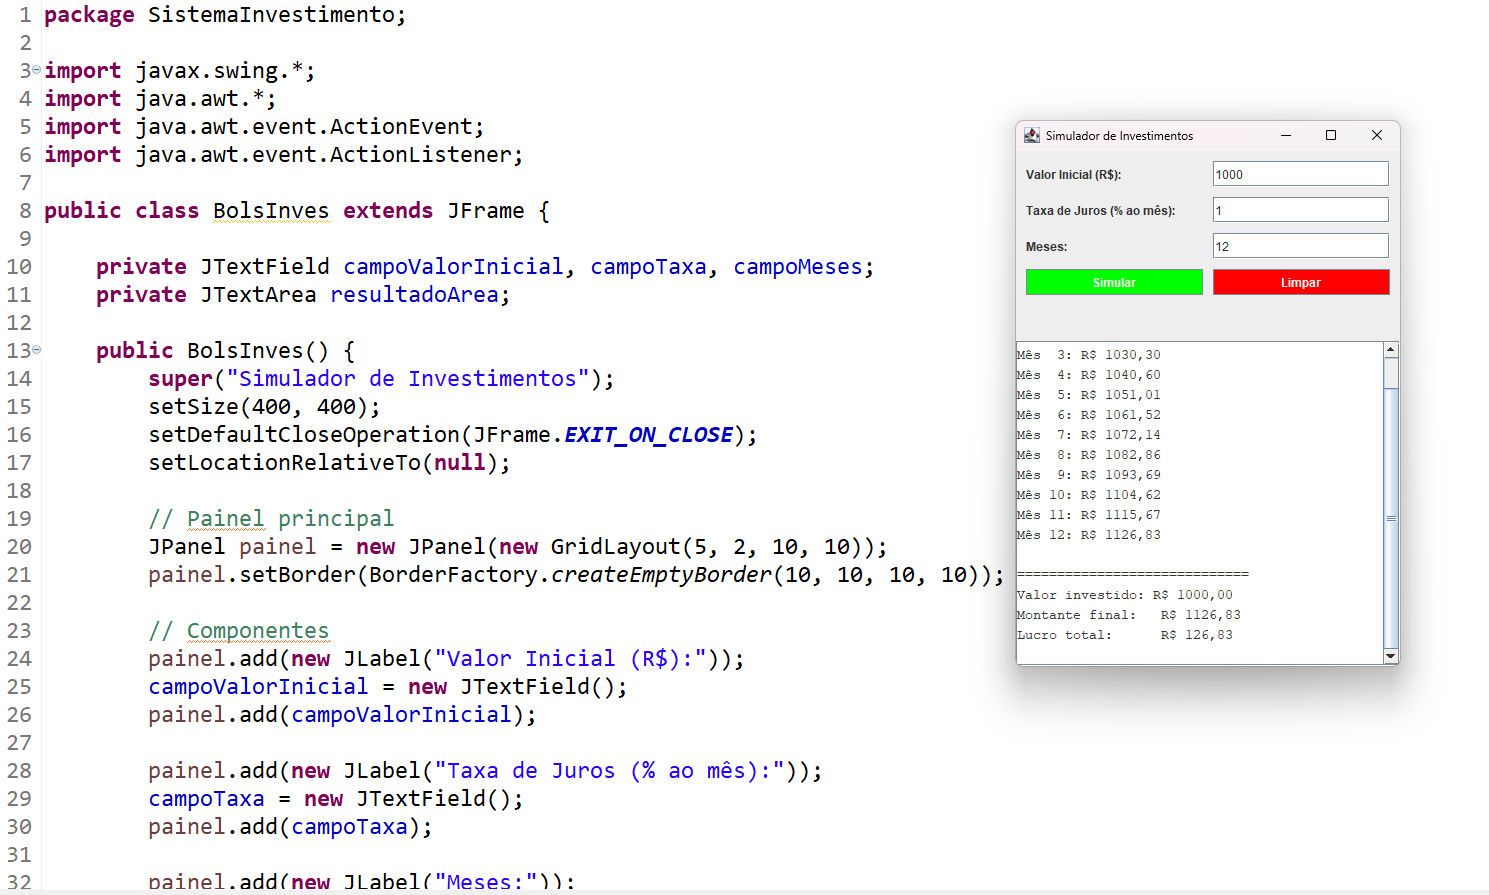 1 package SistemaInvestimento;
2
3 import javax.swing.*;
4 import java.awt.*;
5 import java.awt.event.ActionEvent;
6 import java.awt.event.ActionListener;
7
8 public class BolsInves extends JFrame {
9
10 private JTextField campoValorInicial, campoTaxa, campoMeses;
11 private JTextArea resultadoArea;
12
13 public BolsInves() {
14 super("Simulador de Investimentos");
15 setSize(400, 400);
16 setDefaultCloseOperation(JFrame.EXIT_ON_CLOSE);
17 setLocationRelativeTo(null);
18
19 // Painel principal
20 JPanel painel = new JPanel(new GridLayout(5, 2, 10, 10));
21 painel.setBorder(BorderFactory.createEmptyBorder(10, 10, 10, 10));
22
23 // Componentes
24 painel.add(new JLabel("Valor Inicial (R$):"));
25 campoValorInicial = new JTextField();
26 painel.add(campoValorInicial);
27
28 painel.add(new JLabel("Taxa de Juros (% ao mês):"));
29 campoTaxa = new JTextField();
30 painel.add(campoTaxa);
31
32 painel.add(new JLabel("Meses:"));
Simulador de Investimentos
Valor Inicial (R$): 1000
Taxa de Juros (% ao mês): 1
Meses: 12
Simular Limpar
Mês  3: R$ 1030,30
Mês  4: R$ 1040,60
Mês  5: R$ 1051,01
Mês  6: R$ 1061,52
Mês  7: R$ 1072,14
Mês  8: R$ 1082,86
Mês  9: R$ 1093,69
Mês 10: R$ 1104,62
Mês 11: R$ 1115,67
Mês 12: R$ 1126,83
=============================
Valor investido: R$ 1000,00
Montante final:   R$ 1126,83
Lucro total:      R$ 126,83